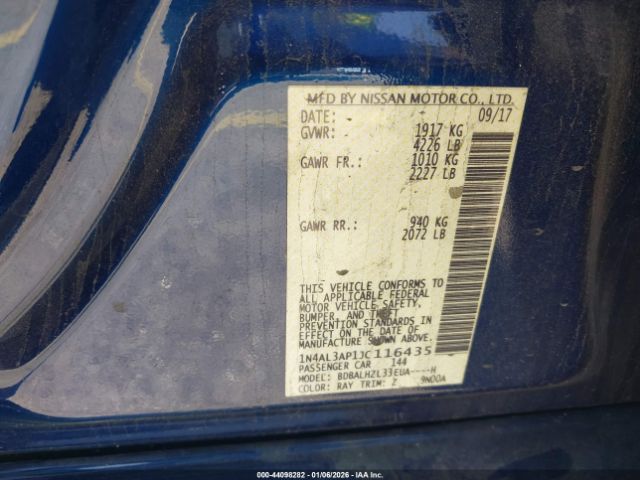 MFD BY NISSAN MOTOR CO., LTD.
DATE: 09/17
GVWR: 1917 KG
4226 LB
GAWR FR.: 1010 KG
2227 LB
GAWR RR.: 940 KG
2072 LB
THIS VEHICLE CONFORMS TO
ALL APPLICABLE FEDERAL
MOTOR VEHICLE SAFETY,
BUMPER, AND THEFT
PREVENTION STANDARDS
IN EFFECT ON THE DATE OF
MANUFACTURE SHOWN ABOVE.
1N4AL3AP1JC116435
PASSENGER CAR 144
MODEL: BDBALHZL33EUA----H
COLOR: RAY TRIM: Z 9N00A
000-44098282 - 01/06/2026 - IAA Inc.